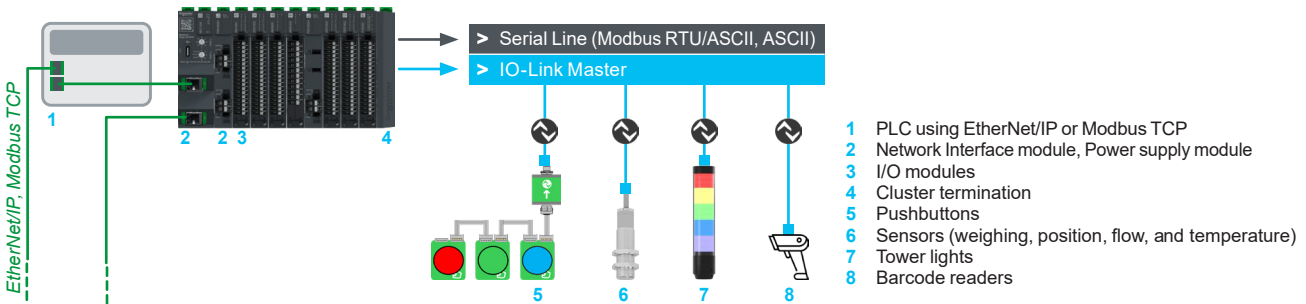 > Serial Line (Modbus RTU/ASCII, ASCII)
> IO-Link Master
EtherNet/IP, Modbus TCP
1
2
2
3
4
5
6
7
8
1 PLC using EtherNet/IP or Modbus TCP
2 Network Interface module, Power supply module
3 I/O modules
4 Cluster termination
5 Pushbuttons
6 Sensors (weighing, position, flow, and temperature)
7 Tower lights
8 Barcode readers